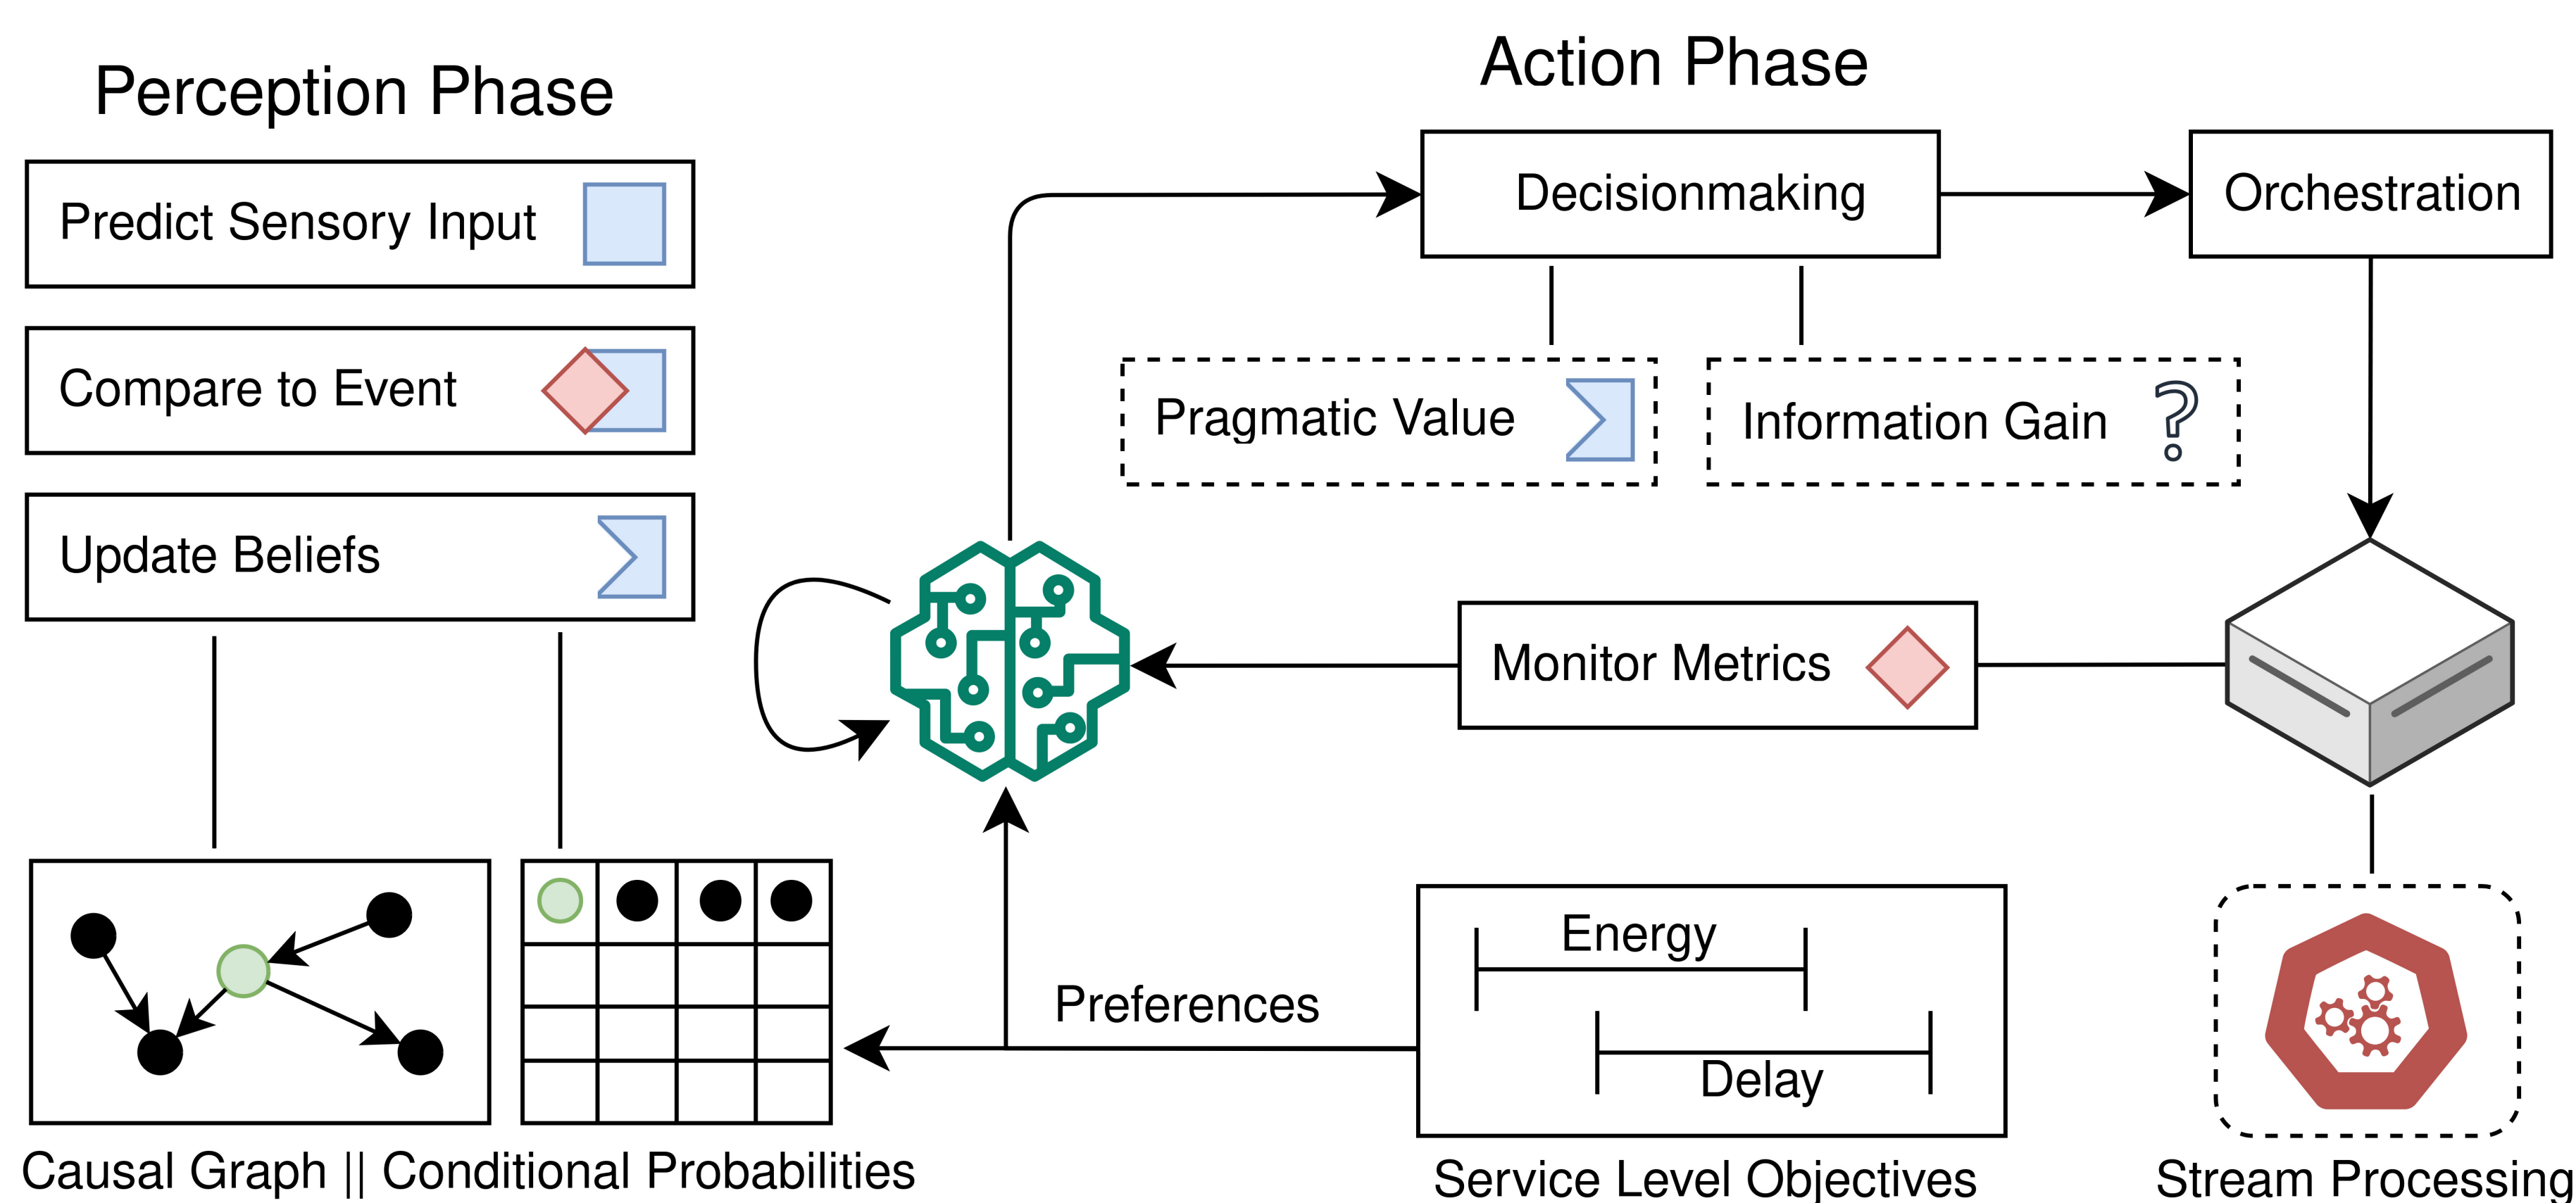 Perception Phase
Predict Sensory Input
Compare to Event
Update Beliefs
Causal Graph || Conditional Probabilities
Action Phase
Decisionmaking
Orchestration
Pragmatic Value
Information Gain ?
Monitor Metrics
Preferences
Energy
Delay
Service Level Objectives
Stream Processing